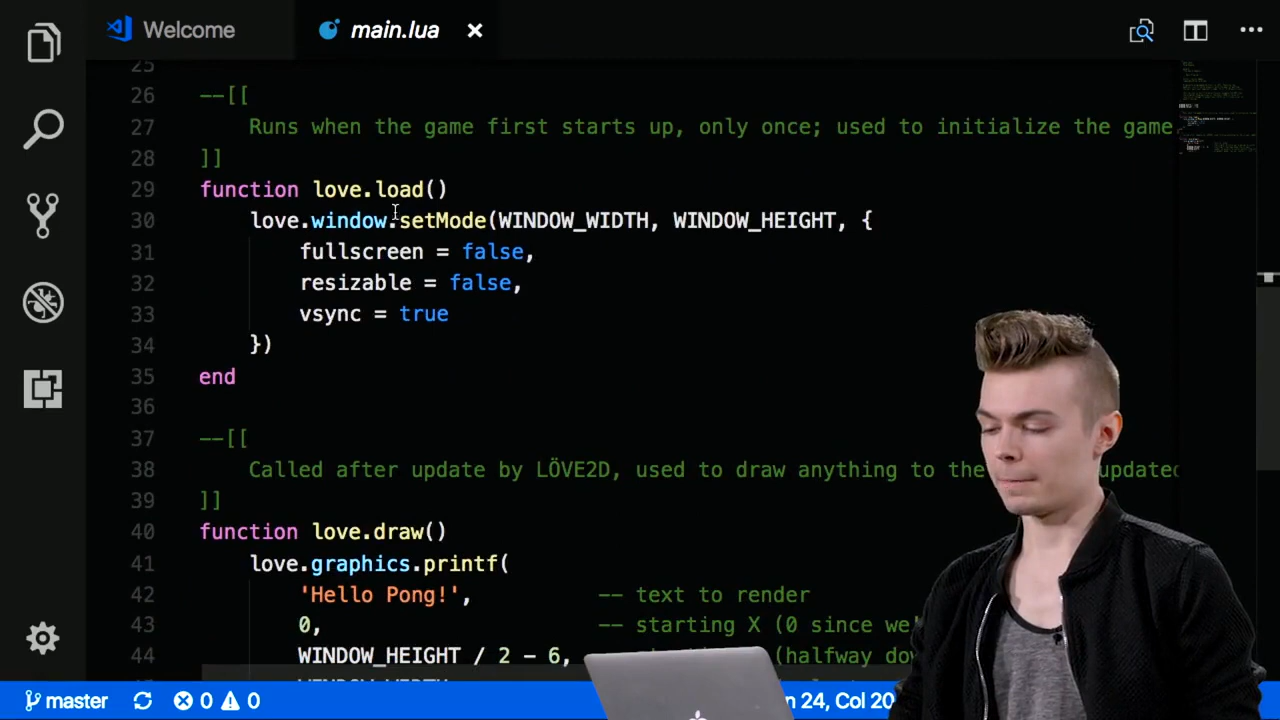 Welcome
main.lua
25
26 --[[
27 Runs when the game first starts up, only once; used to initialize the game
28 ]]
29 function love.load()
30 love.window.setMode(WINDOW_WIDTH, WINDOW_HEIGHT, {
31 fullscreen = false,
32 resizable = false,
33 vsync = true
34 })
35 end
36
37 --[[
38 Called after update by LÖVE2D, used to draw anything to the updated
39 ]]
40 function love.draw()
41 love.graphics.printf(
42 'Hello Pong!', -- text to render
43 0, -- starting X (0 since we
44 WINDOW_HEIGHT / 2 - 6, (halfway
WINDOW_WIDTH
master 0 0 24, Col 20